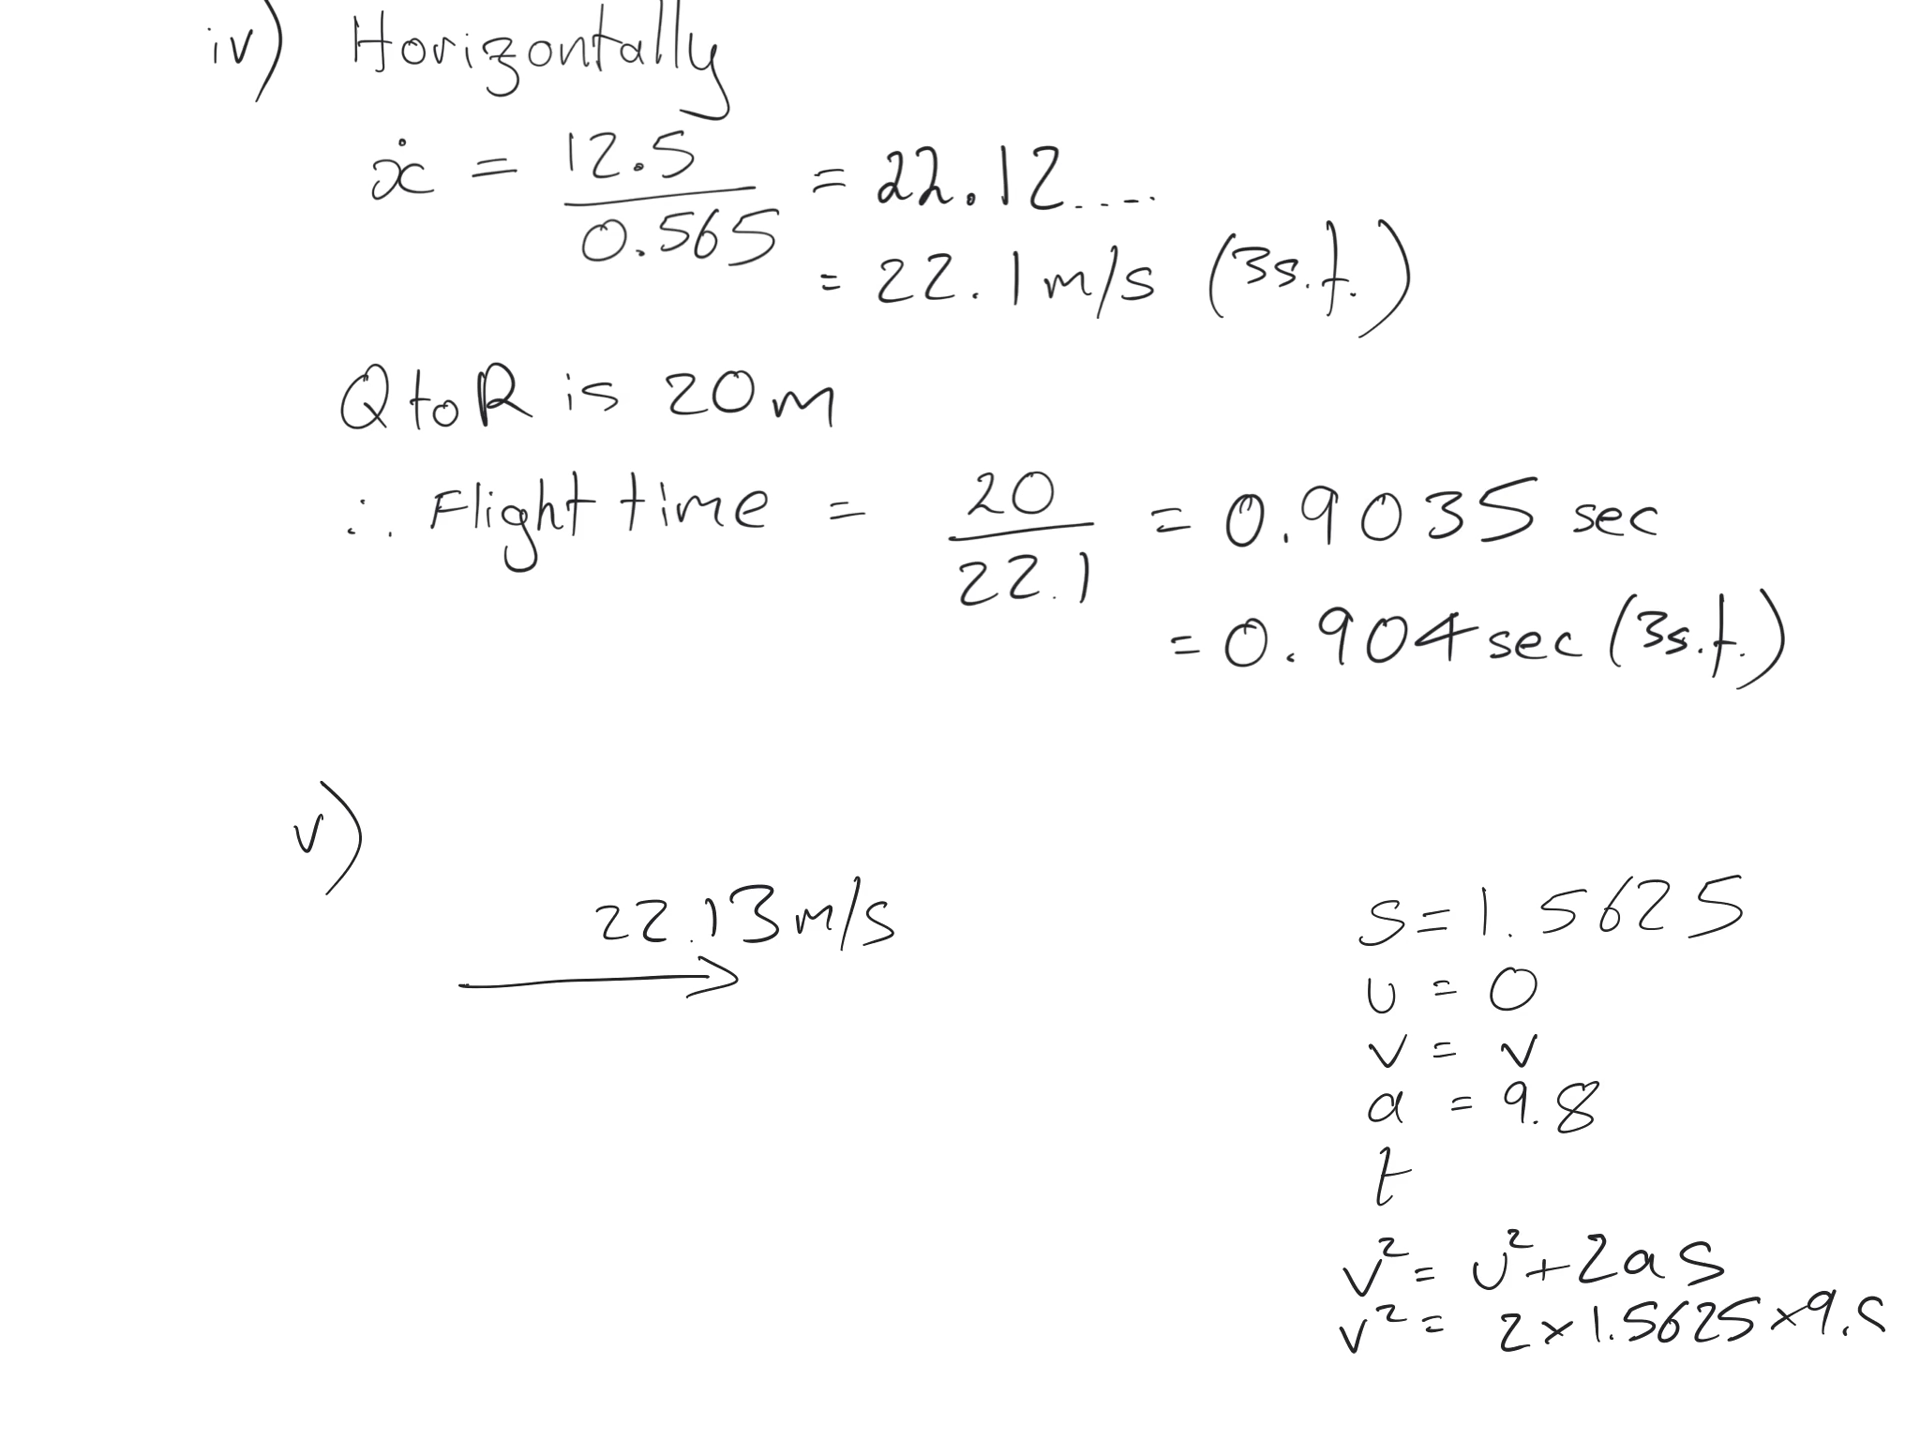 iv) Horizontally
ẋ = 12.5/0.565 = 22.12....
= 22.1 m/s (3s.f.)
Q to R is 20m
∴ Flight time = 20/22.1 = 0.9035 sec
= 0.904 sec (3s.f.)
v)
22.13 m/s
s = 1.5625
u = 0
v = v
a = 9.8
t
v² = u² + 2as
v² = 2 × 1.5625 × 9.8